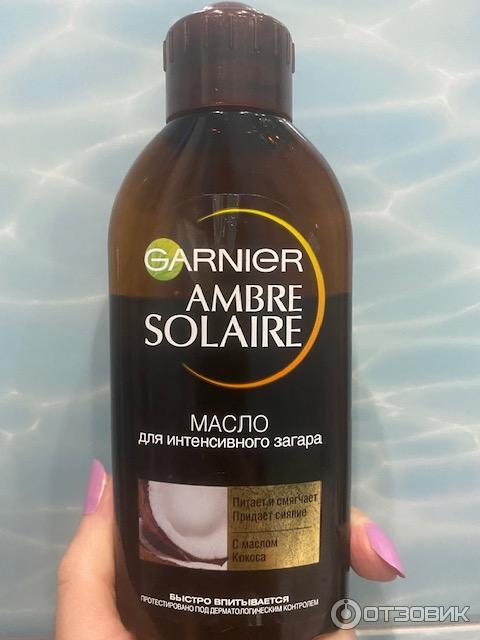 GARNIER
AMBRE
SOLAIRE
МАСЛО
для интенсивного загара
Питает и смягчает
Придает сияние
С маслом
Кокоса
БЫСТРО ВПИТЫВАЕТСЯ
ПРОТЕСТИРОВАНО ПОД ДЕРМАТОЛОГИЧЕСКИМ КОНТРОЛЕМ
ОТЗОВИК